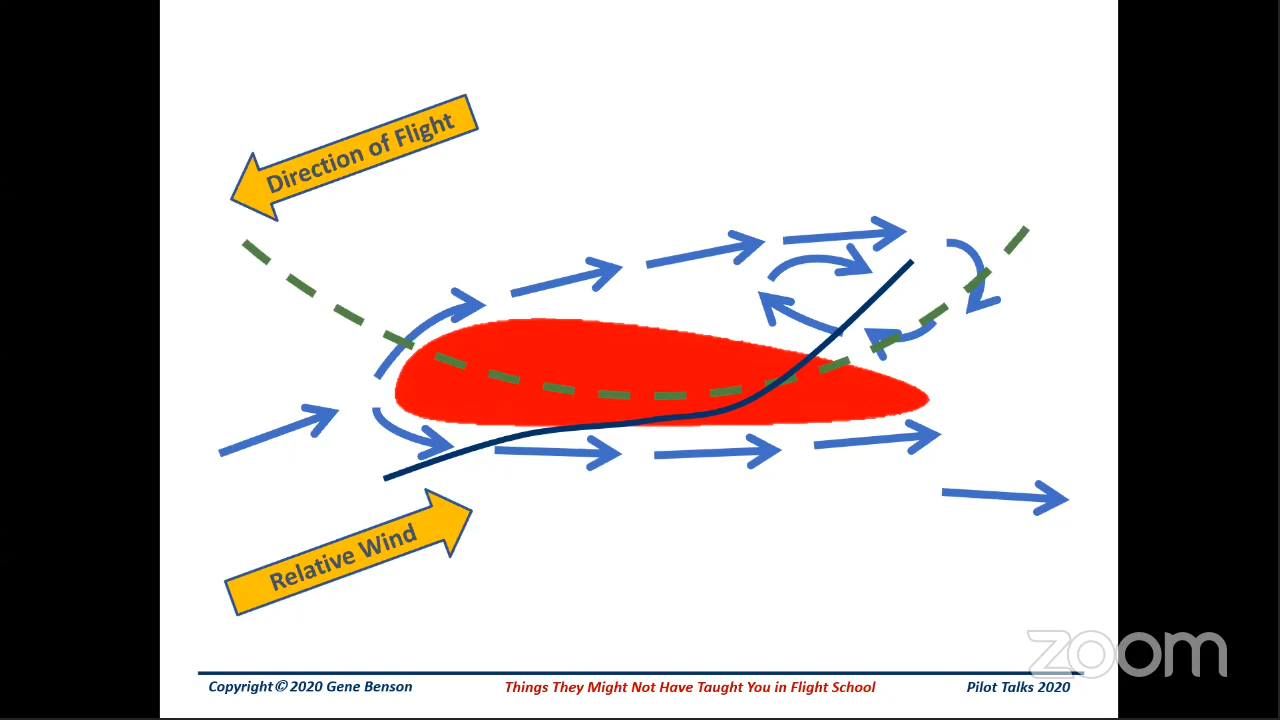 Direction of Flight
Relative Wind
zoom
Copyright © 2020 Gene Benson
Things They Might Not Have Taught You in Flight School
Pilot Talks 2020